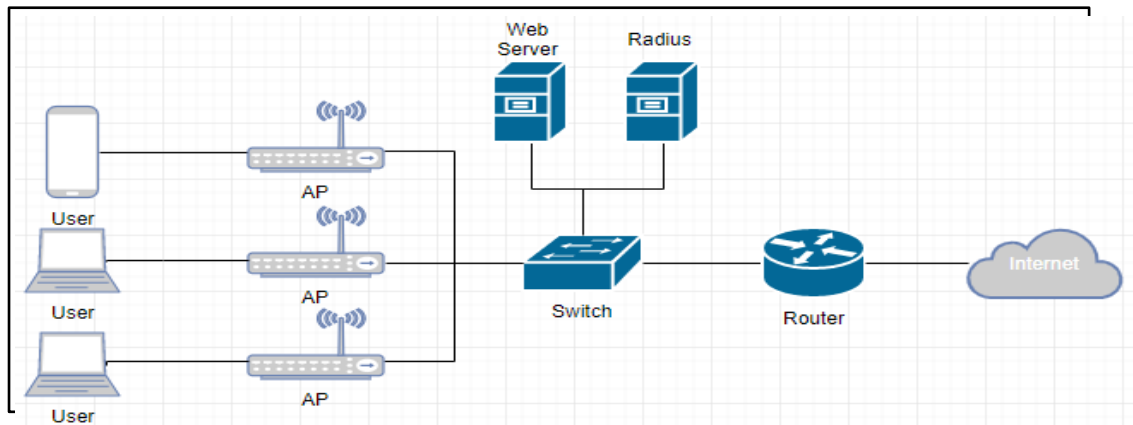 Web
Server
Radius
User
AP
User
AP
Switch
Router
Internet
User
AP